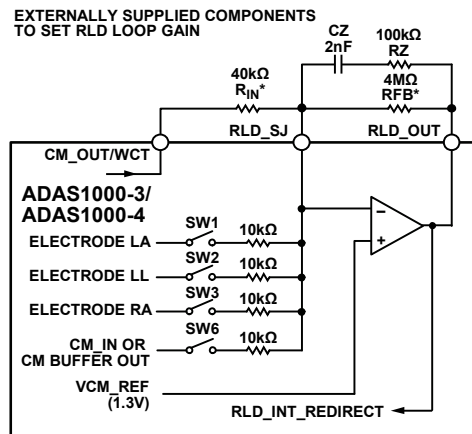 EXTERNALLY SUPPLIED COMPONENTS
TO SET RLD LOOP GAIN
CZ
2nF
100kΩ
RZ
40kΩ
RIN*
4MΩ
RFB*
RLD_SJ
RLD_OUT
CM_OUT/WCT
ADAS1000-3/
ADAS1000-4
SW1
10kΩ
ELECTRODE LA
SW2
10kΩ
ELECTRODE LL
SW3
10kΩ
ELECTRODE RA
SW6
10kΩ
CM_IN OR
CM BUFFER OUT
–
+
VCM_REF
(1.3V)
RLD_INT_REDIRECT